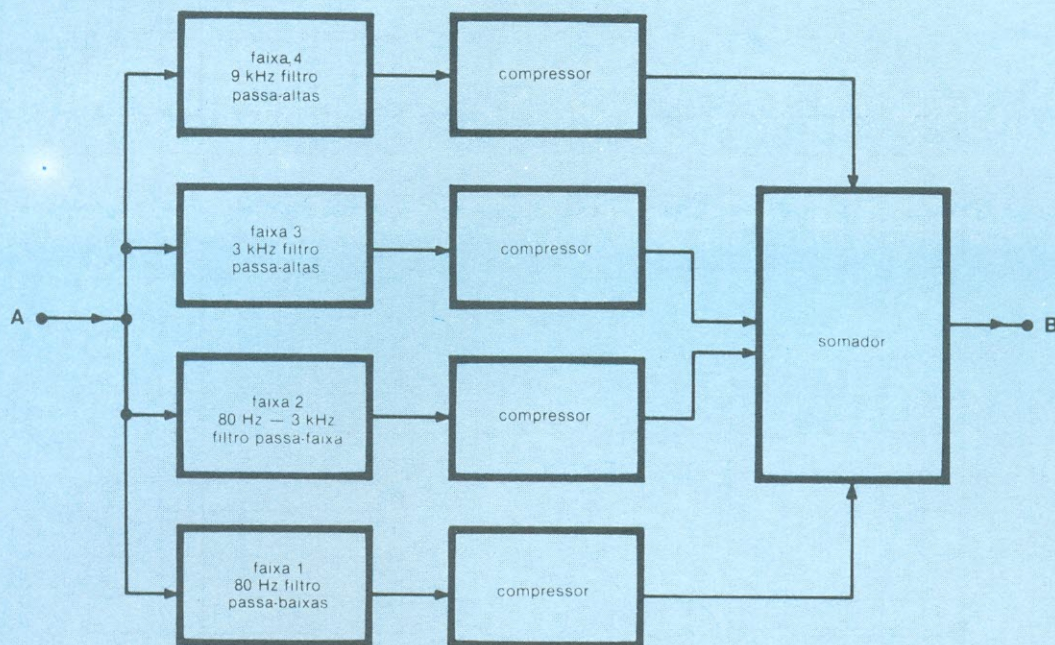 faixa 4
9 kHz filtro
passa-altas
compressor
faixa 3
3 kHz filtro
passa-altas
compressor
A
somador
B
faixa 2
80 Hz — 3 kHz
filtro passa-faixa
compressor
faixa 1
80 Hz filtro
passa-baixas
compressor